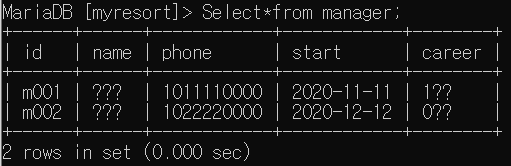 MariaDB [myresort]> Select*from manager;
+------+------+------------+------------+--------+
| id | name | phone | start | career |
+------+------+------------+------------+--------+
| m001 | ??? | 1011110000 | 2020-11-11 | 1?? |
| m002 | ??? | 1022220000 | 2020-12-12 | 0?? |
+------+------+------------+------------+--------+
2 rows in set (0.000 sec)